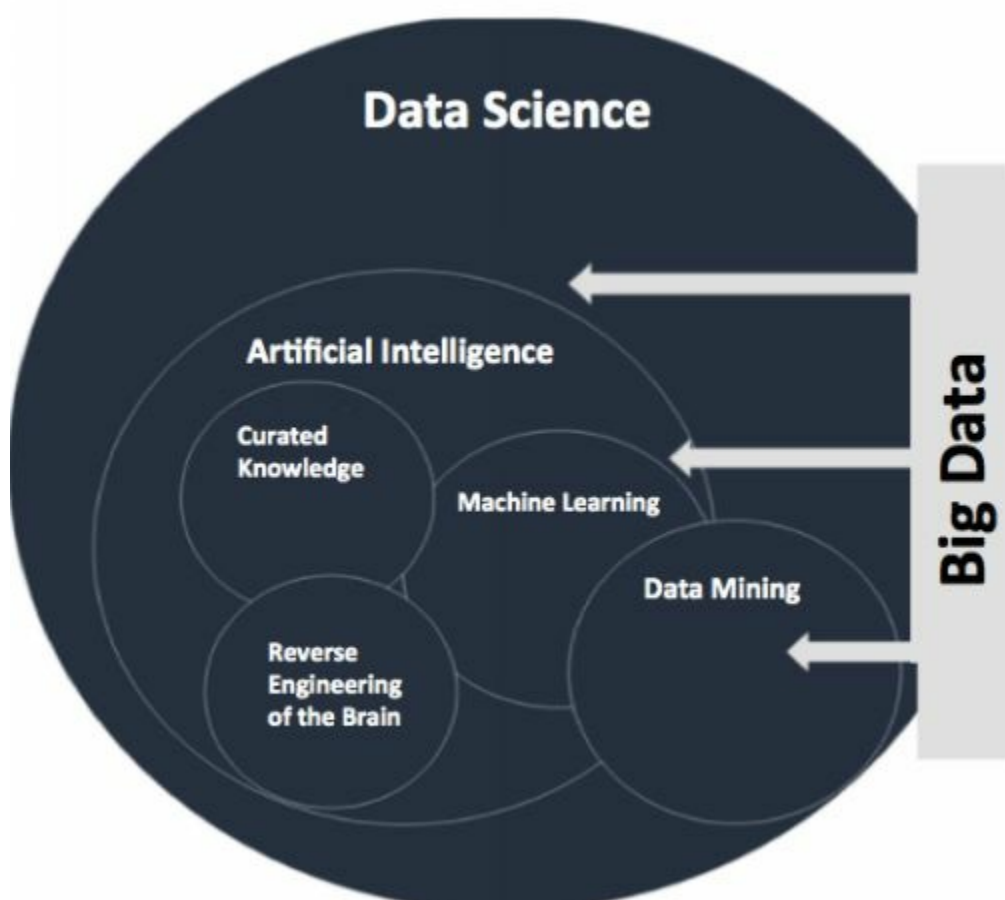 Data Science
Artificial Intelligence
Curated
Knowledge
Machine Learning
Data Mining
Reverse
Engineering
of the Brain
Big Data